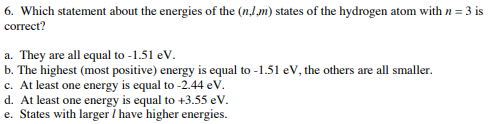 6. Which statement about the energies of the (n,l,m) states of the hydrogen atom with n = 3 is
correct?
a. They are all equal to -1.51 eV.
b. The highest (most positive) energy is equal to -1.51 eV, the others are all smaller.
c. At least one energy is equal to -2.44 eV.
d. At least one energy is equal to +3.55 eV.
e. States with larger l have higher energies.